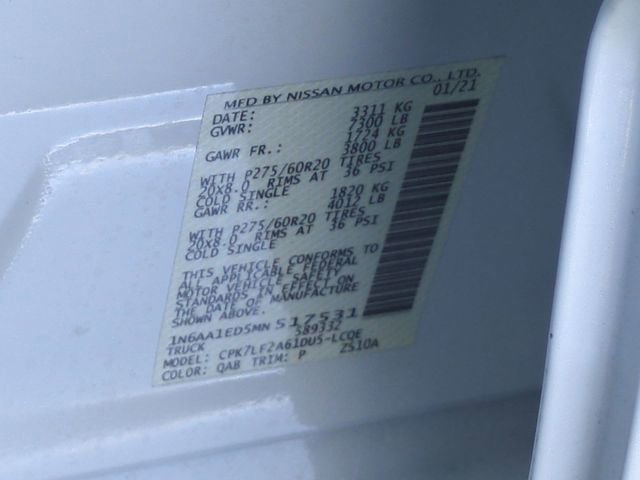 MFD BY NISSAN MOTOR CO., LTD.
DATE: 01/21
GVWR: 3311 KG
7300 LB
GAWR FR.: 1724 KG
3800 LB
WITH P275/60R20 TIRES
20X8.0 RIMS AT 36 PSI
COLD SINGLE
GAWR RR.: 1820 KG
4012 LB
WITH P275/60R20 TIRES
20X8.0 RIMS AT 36 PSI
COLD SINGLE
THIS VEHICLE CONFORMS TO
ALL APPLICABLE FEDERAL
MOTOR VEHICLE SAFETY
STANDARDS IN EFFECT ON
THE DATE OF MANUFACTURE
SHOWN ABOVE.
1N6AA1ED5MN517531
TRUCK 589332
MODEL: CPK7LF2A61DU5-LCQE
COLOR: QAB TRIM: P ZS10A